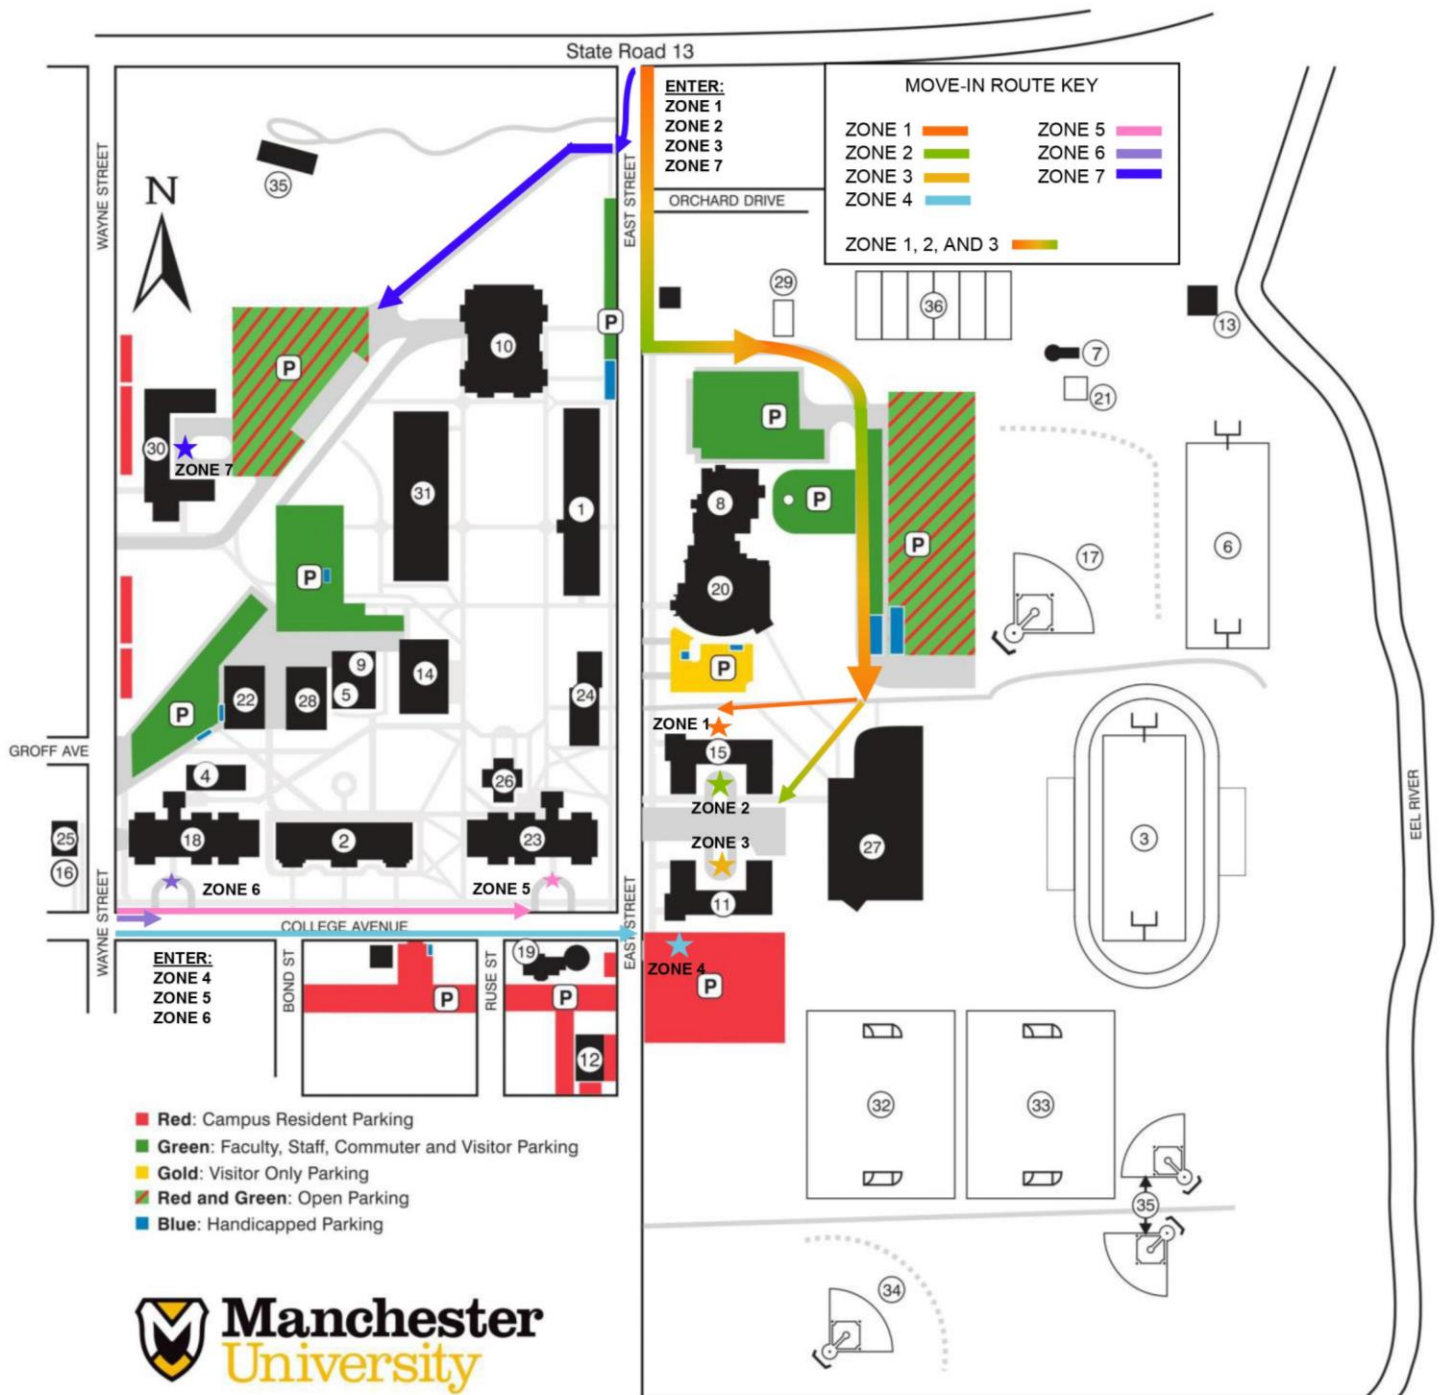 State Road 13
ENTER:
ZONE 1
ZONE 2
ZONE 3
ZONE 7
MOVE-IN ROUTE KEY
ZONE 1
ZONE 2
ZONE 3
ZONE 4
ZONE 5
ZONE 6
ZONE 7
ZONE 1, 2, AND 3
WAYNE STREET
N
35
EAST STREET
ORCHARD DRIVE
29
36
13
7
21
P
10
P
30
ZONE 7
31
1
P
8
P
P
6
17
20
P
P
22
28
9
5
14
24
P
ZONE 1
15
GROFF AVE
4
26
ZONE 2
EEL RIVER
25
16
18
2
23
ZONE 3
27
3
ZONE 6
ZONE 5
11
WAYNE STREET
COLLEGE AVENUE
EAST STREET
ENTER:
ZONE 4
ZONE 5
ZONE 6
BOND ST
P
RUSE ST
19
P
12
ZONE 4
P
32
33
35
34
Red: Campus Resident Parking
Green: Faculty, Staff, Commuter and Visitor Parking
Gold: Visitor Only Parking
Red and Green: Open Parking
Blue: Handicapped Parking
M
Manchester
University